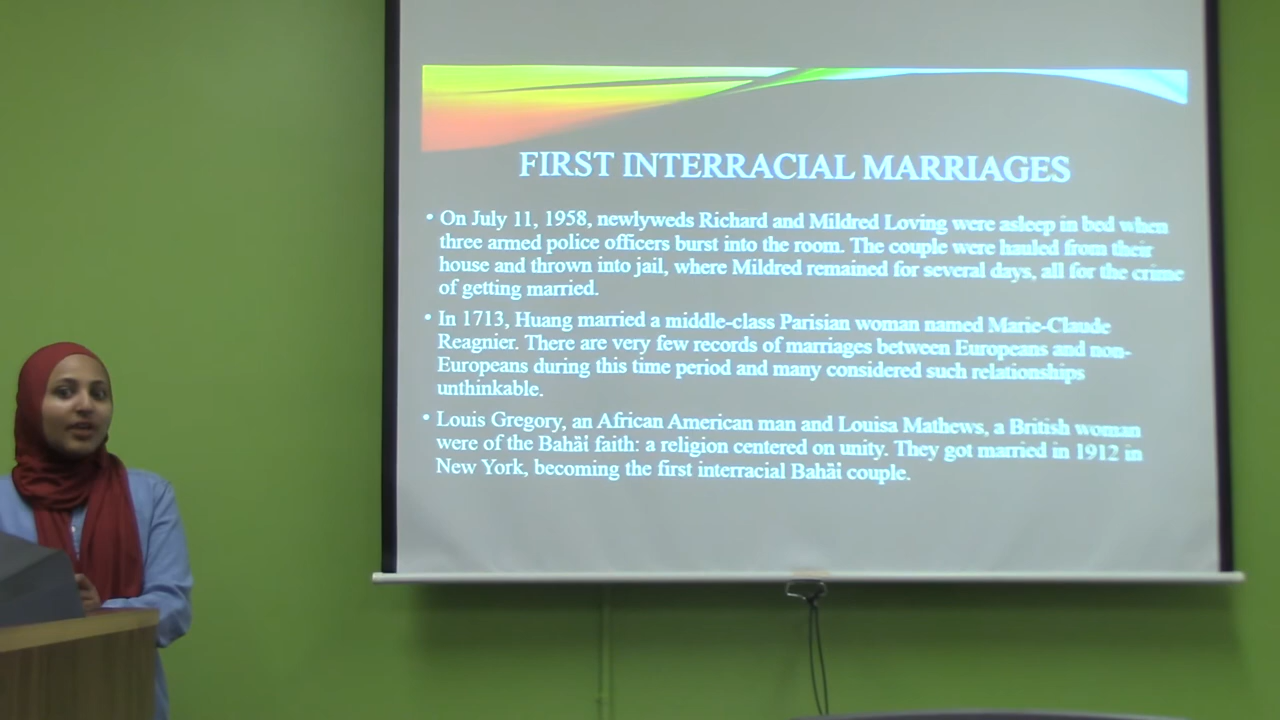 FIRST INTERRACIAL MARRIAGES
• On July 11, 1958, newlyweds Richard and Mildred Loving were asleep in bed when
three armed police officers burst into the room. The couple were hauled from their
house and thrown into jail, where Mildred remained for several days, all for the crime
of getting married.
• In 1713, Huang married a middle-class Parisian woman named Marie-Claude
Reagnier. There are very few records of marriages between Europeans and non-
Europeans during this time period and many considered such relationships
unthinkable.
• Louis Gregory, an African American man and Louisa Mathews, a British woman
were of the Bahāi faith: a religion centered on unity. They got married in 1912 in
New York, becoming the first interracial Bahāi couple.